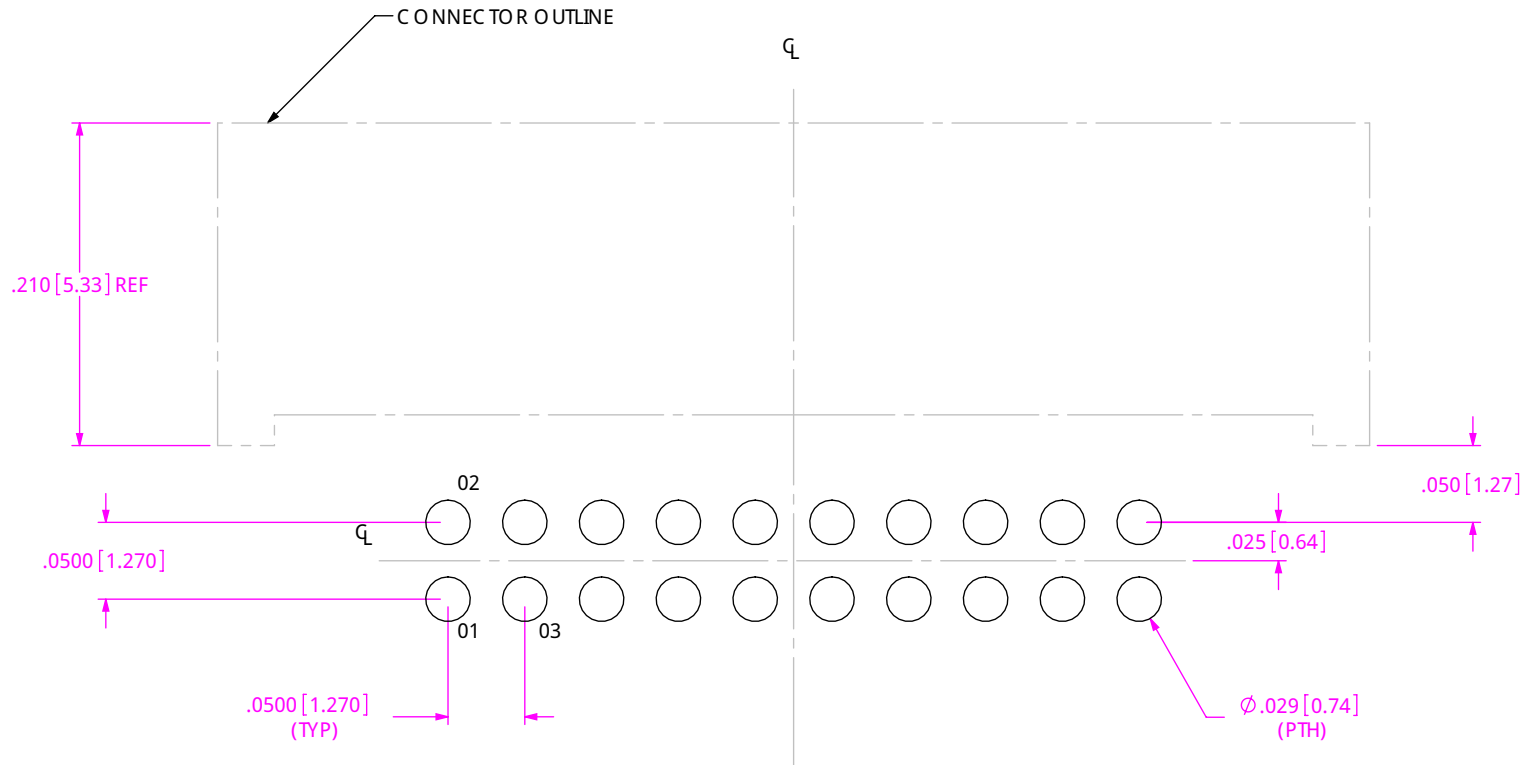 CONNECTOR OUTLINE
℄
.210 [5.33] REF
02
.050 [1.27]
℄
.025 [0.64]
.0500 [1.270]
01
03
.0500 [1.270]
(TYP)
∅.029 [0.74]
(PTH)